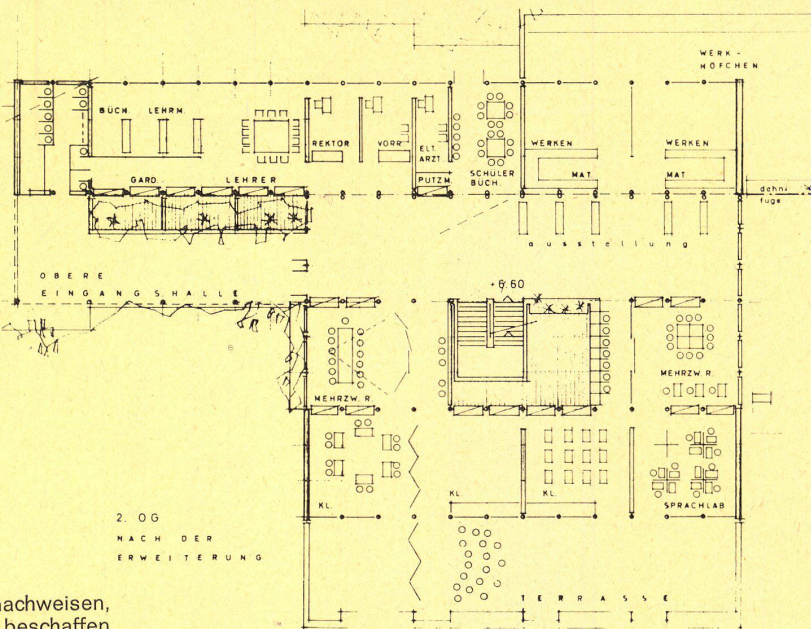 WERK-
HÖFCHEN
BÜCH. LEHRM.
REKTOR
VORR
ELT.
ARZT
PUTZM.
SCHÜLER
BÜCH.
WERKEN
MAT
WERKEN
MAT
GARD.
LEHRER
dehn
fuge
ausstellung
OBERE
EINGANGSHALLE
+6.60
MEHRZW. R.
MEHRZW. R.
KL.
KL
KL.
SPRACHLAB
2. OG
NACH DER
ERWEITERUNG
TERRASSE
nachweisen,
beschaffen